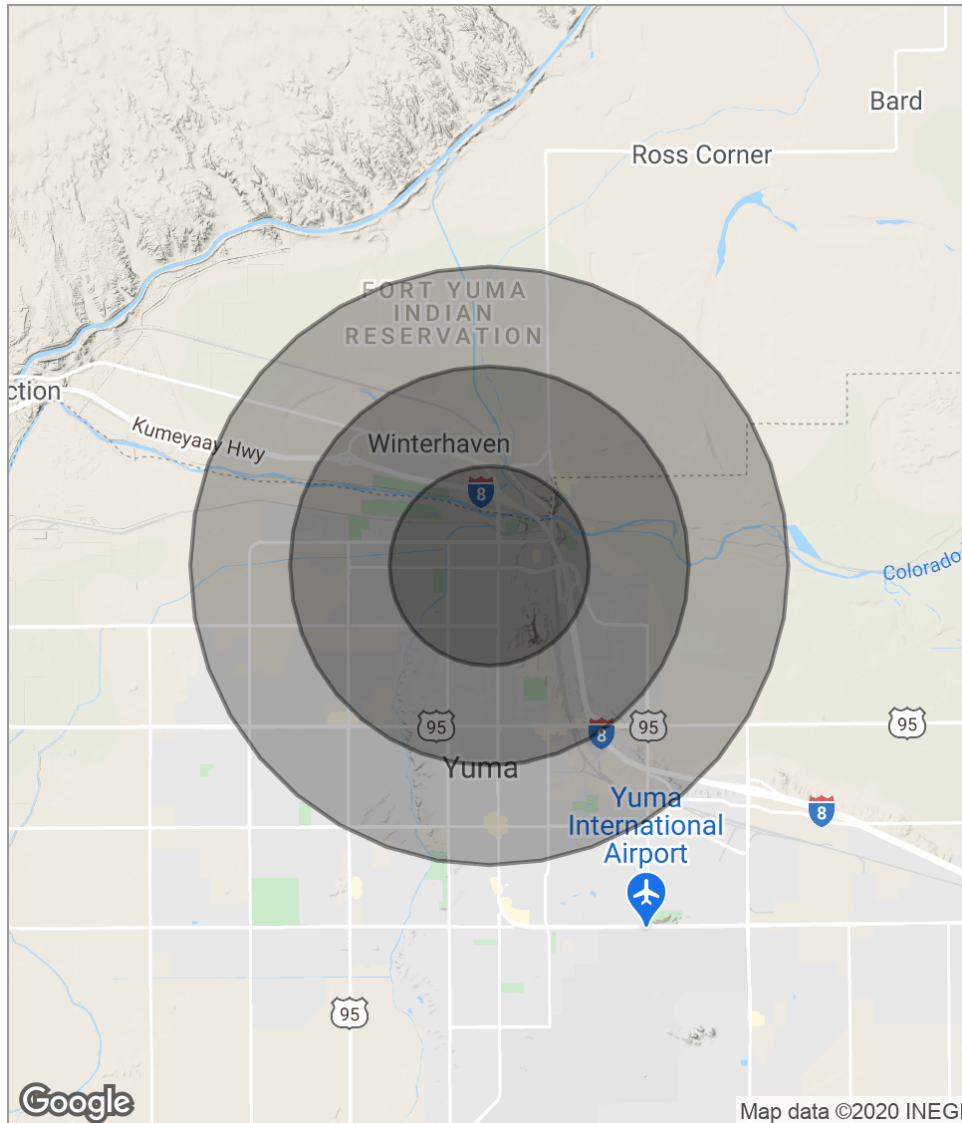 Bard
Ross Corner
FORT YUMA
INDIAN
RESERVATION
ction
Kumeyaay Hwy
Winterhaven
8
Colorado
95
8
95
95
Yuma
Yuma
International
Airport
8
95
Google
Map data ©2020 INEGI